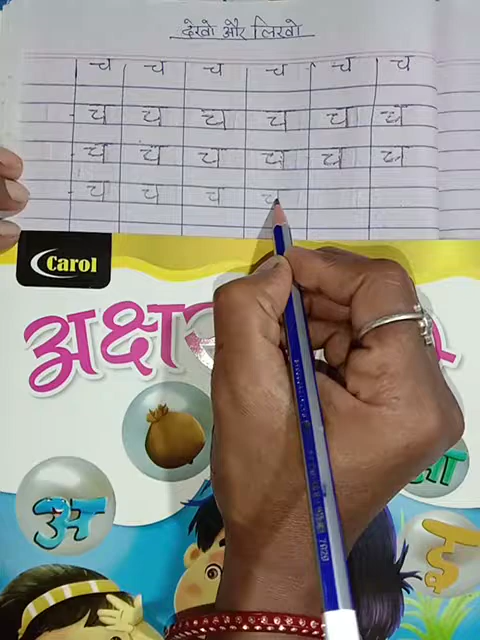 देखो और लिखो
च च च च च च
च च च च च च
च च च च च च
च च च च
Carol
अक्षर
अ